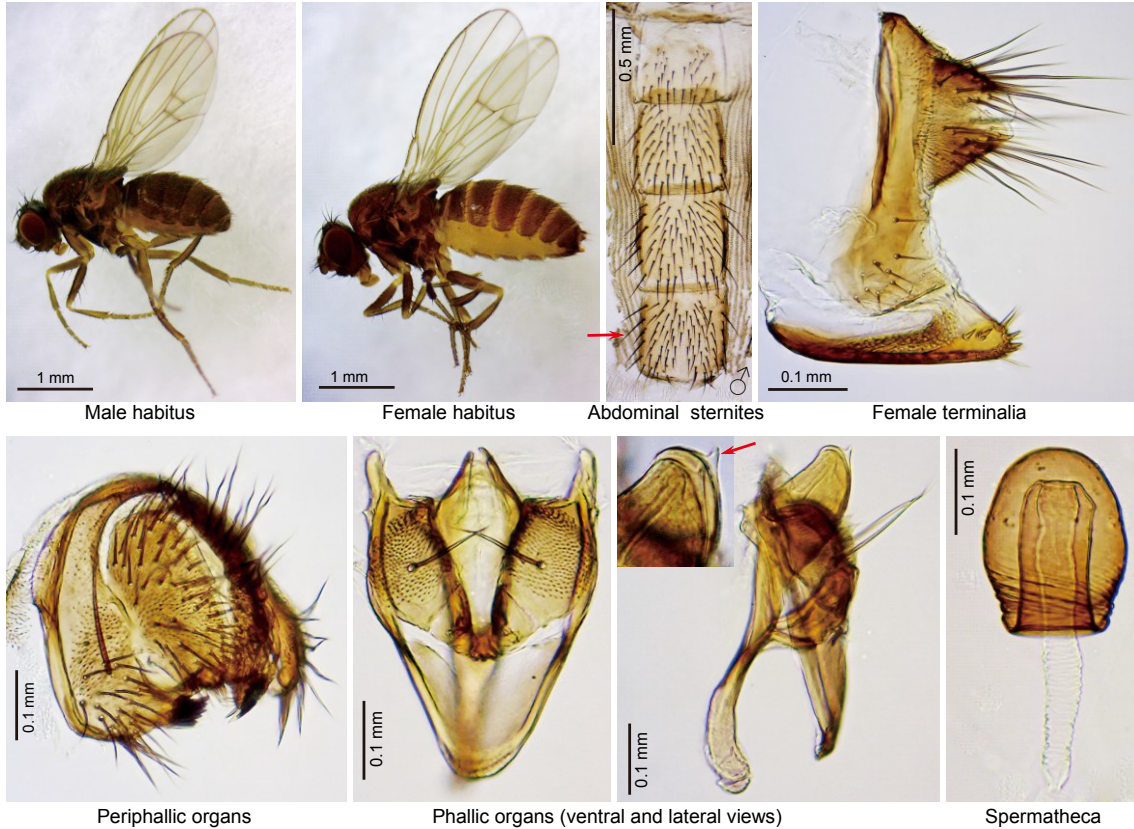 1 mm
Male habitus
1 mm
Female habitus
0.5 mm
♂
Abdominal sternites
0.1 mm
Female terminalia
0.1 mm
Periphallic organs
0.1 mm
0.1 mm
Phallic organs (ventral and lateral views)
0.1 mm
Spermatheca